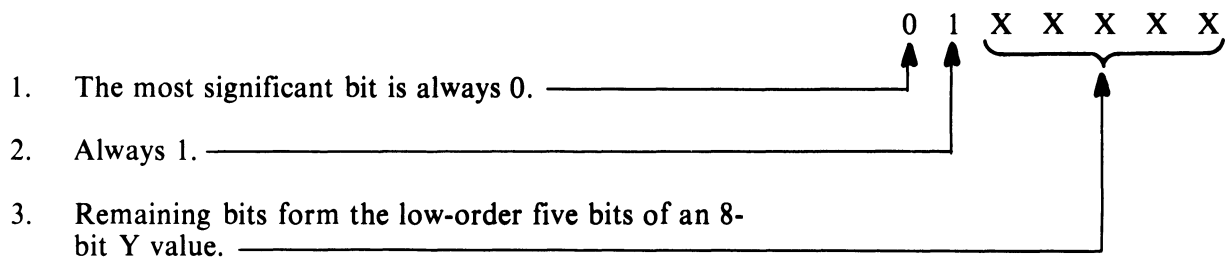 0 1 X X X X X
1. The most significant bit is always 0.
2. Always 1.
3. Remaining bits form the low-order five bits of an 8-
bit Y value.